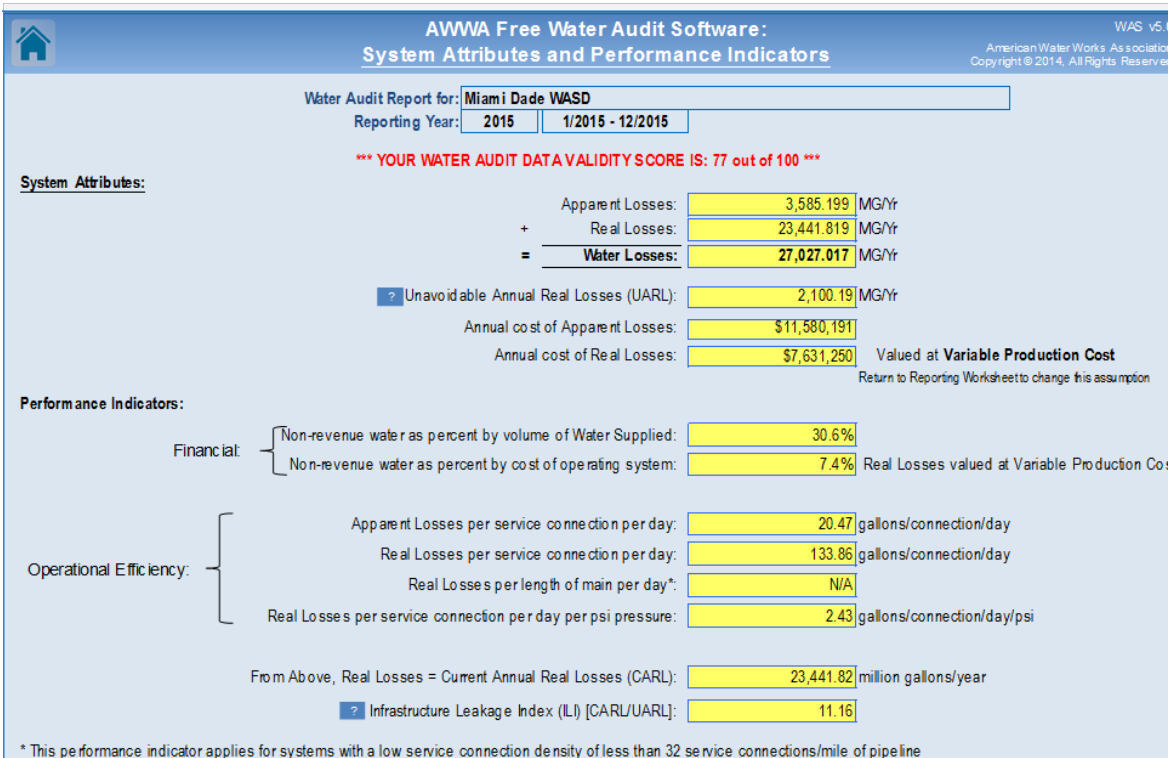 AWWA Free Water Audit Software:
WAS v5.
System Attributes and Performance Indicators
American Water Works Association
Copyright © 2014, All Rights Reserve
Water Audit Report for: Miami Dade WASD
Reporting Year: 2015 1/2015 - 12/2015
*** YOUR WATER AUDIT DATA VALIDITY SCORE IS: 77 out of 100 ***
System Attributes:
Apparent Losses: 3,585.199 MG/Yr
+ Real Losses: 23,441.819 MG/Yr
= Water Losses: 27,027.017 MG/Yr
? Unavoidable Annual Real Losses (UARL): 2,100.19 MG/Yr
Annual cost of Apparent Losses: $11,580,191
Annual cost of Real Losses: $7,631,250 Valued at Variable Production Cost
Return to Reporting Worksheet to change this assumption
Performance Indicators:
Financial: Non-revenue water as percent by volume of Water Supplied: 30.6%
Non-revenue water as percent by cost of operating system: 7.4% Real Losses valued at Variable Production Cos
Operational Efficiency: Apparent Losses per service connection per day: 20.47 gallons/connection/day
Real Losses per service connection per day: 133.86 gallons/connection/day
Real Losses per length of main per day*: N/A
Real Losses per service connection per day per psi pressure: 2.43 gallons/connection/day/psi
From Above, Real Losses = Current Annual Real Losses (CARL): 23,441.82 million gallons/year
? Infrastructure Leakage Index (ILI) [CARL/UARL]: 11.16
* This performance indicator applies for systems with a low service connection density of less than 32 service connections/mile of pipeline